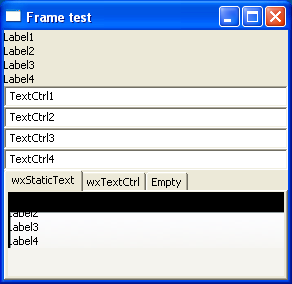 Frame test
Label1
Label2
Label3
Label4
TextCtrl1
TextCtrl2
TextCtrl3
TextCtrl4
wxStaticText wxTextCtrl Empty
Label2
Label3
Label4